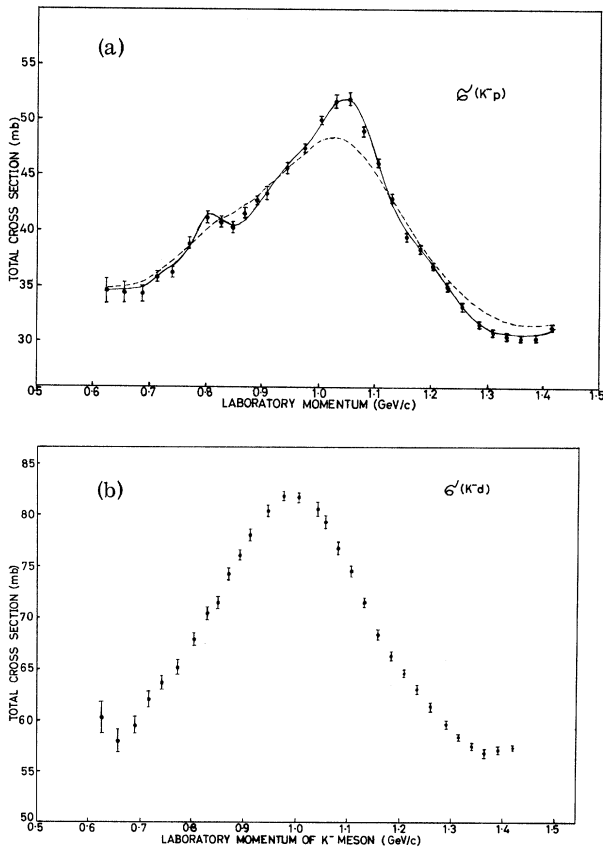 (a)
σ(K⁻p)
TOTAL CROSS SECTION (mb)
55
50
45
40
35
30
0·5 0·6 0·7 0·8 0·9 1·0 1·1 1·2 1·3 1·4 1·5
LABORATORY MOMENTUM (GeV/c)
(b)
σ(K⁻d)
TOTAL CROSS SECTION (mb)
85
80
75
70
65
60
55
50
0·5 0·6 0·7 0·8 0·9 1·0 1·1 1·2 1·3 1·4 1·5
LABORATORY MOMENTUM OF K⁻ MESON (GeV/c)